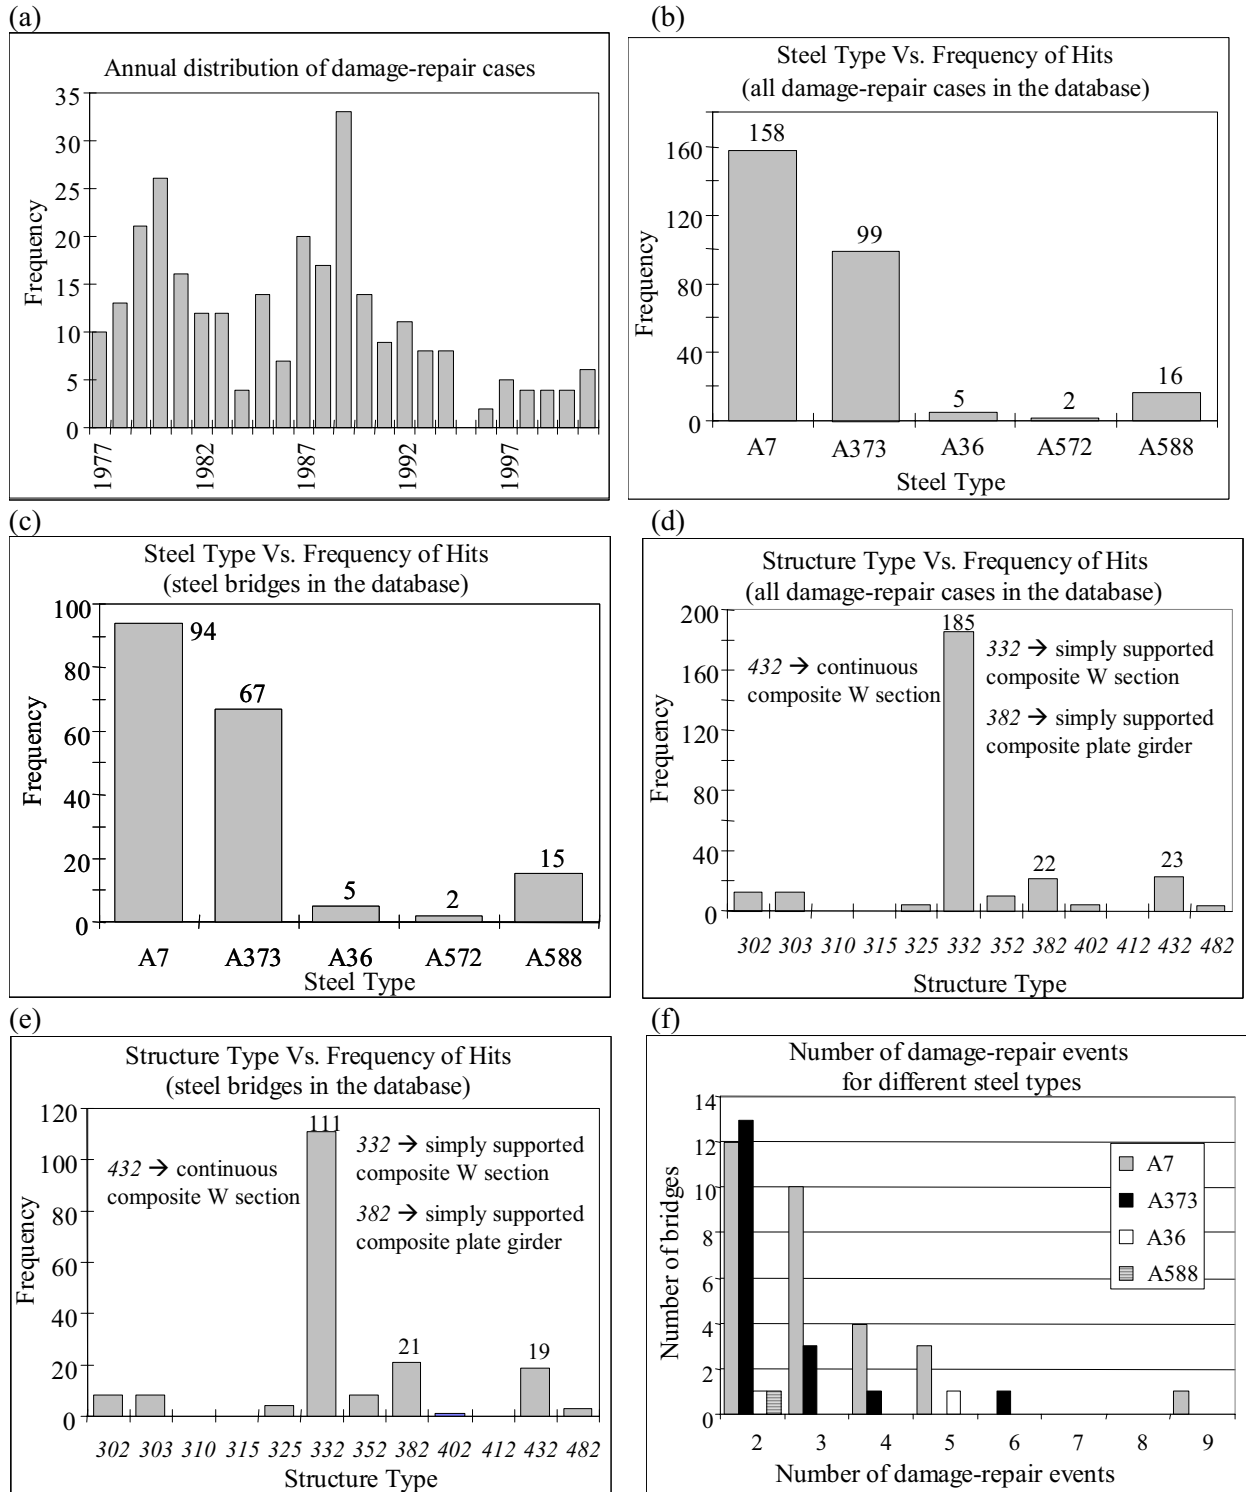 (a)
Annual distribution of damage-repair cases
Frequency
35
30
25
20
15
10
5
0
1977
1982
1987
1992
1997
(b)
Steel Type Vs. Frequency of Hits
(all damage-repair cases in the database)
Frequency
160
120
80
40
0
158
99
5
2
16
A7 A373 A36 A572 A588
Steel Type
(c)
Steel Type Vs. Frequency of Hits
(steel bridges in the database)
Frequency
100
80
60
40
20
0
94
67
5
2
15
A7 A373 A36 A572 A588
Steel Type
(d)
Structure Type Vs. Frequency of Hits
(all damage-repair cases in the database)
Frequency
200
160
120
80
40
0
185
22
23
432 → continuous
composite W section
332 → simply supported
composite W section
382 → simply supported
composite plate girder
302 303 310 315 325 332 352 382 402 412 432 482
Structure Type
(e)
Structure Type Vs. Frequency of Hits
(steel bridges in the database)
Frequency
120
100
80
60
40
20
0
111
21
19
432 → continuous
composite W section
332 → simply supported
composite W section
382 → simply supported
composite plate girder
302 303 310 315 325 332 352 382 402 412 432 482
Structure Type
(f)
Number of damage-repair events
for different steel types
Number of bridges
14
12
10
8
6
4
2
0
A7
A373
A36
A588
2 3 4 5 6 7 8 9
Number of damage-repair events